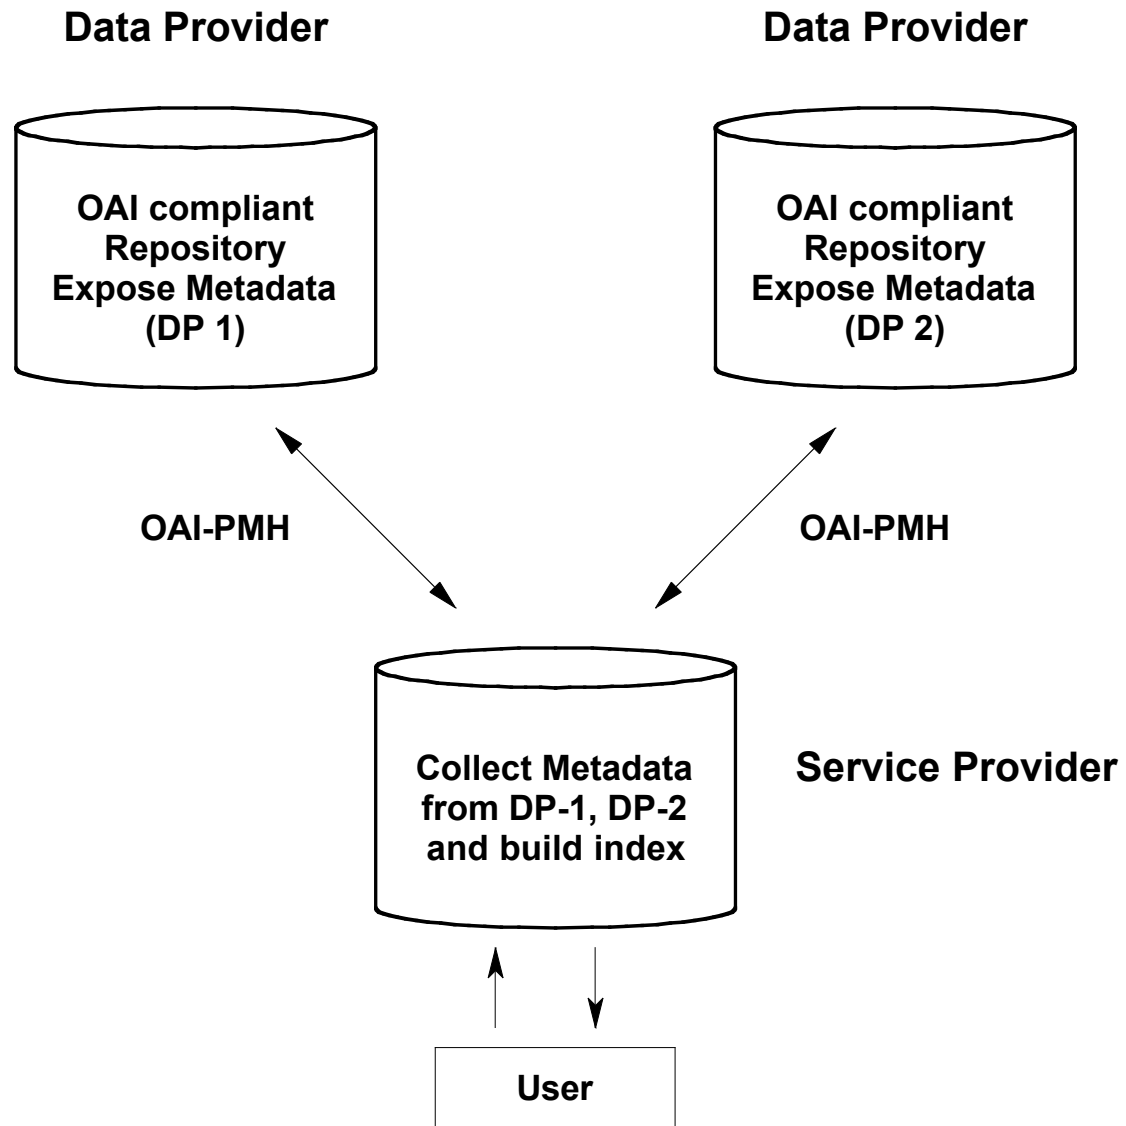 Data Provider
Data Provider
OAI compliant
Repository
Expose Metadata
(DP 1)
OAI compliant
Repository
Expose Metadata
(DP 2)
OAI-PMH
OAI-PMH
Collect Metadata
from DP-1, DP-2
and build index
Service Provider
User